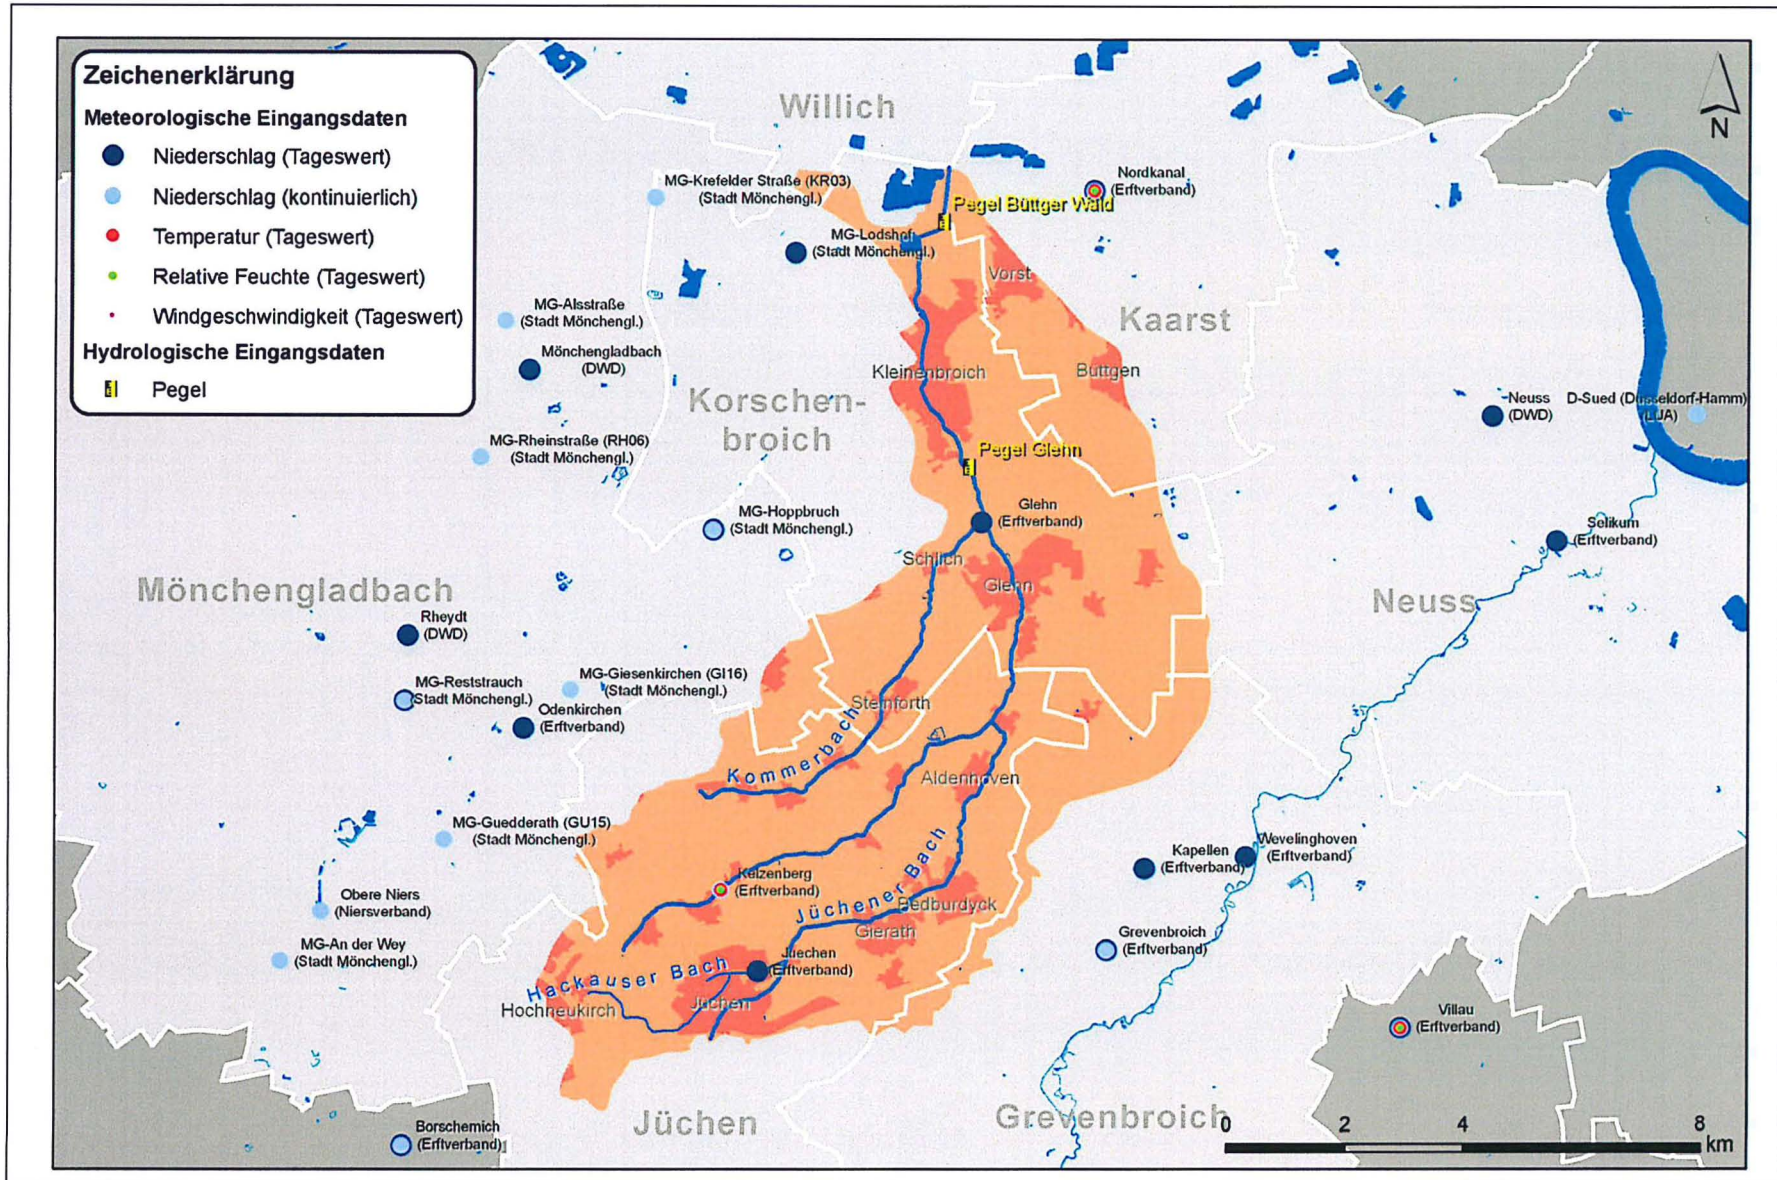 Zeichenerklärung
Meteorologische Eingangsdaten
Niederschlag (Tageswert)
Niederschlag (kontinuierlich)
Temperatur (Tageswert)
Relative Feuchte (Tageswert)
Windgeschwindigkeit (Tageswert)
Hydrologische Eingangsdaten
Pegel
N
Willich
Nordkanal
(Erftverband)
MG-Krefelder Straße (KR03)
(Stadt Mönchengl.)
Pegel Büttger Wald
MG-Lodshof
(Stadt Mönchengl.)
Vorst
MG-Alsstraße
(Stadt Mönchengl.)
Kaarst
Mönchengladbach
(DWD)
Kleinenbroich
Büttgen
Korschen-
broich
Neuss
(DWD)
D-Sued (Düsseldorf-Hamm)
(LUA)
MG-Rheinstraße (RH06)
(Stadt Mönchengl.)
Pegel Glehn
MG-Hoppbruch
(Stadt Mönchengl.)
Glehn
(Erftverband)
Selikum
(Erftverband)
Schlich
Glehn
Mönchengladbach
Neuss
Rheydt
(DWD)
MG-Reststrauch
(Stadt Mönchengl.)
MG-Giesenkirchen (GI16)
(Stadt Mönchengl.)
Odenkirchen
(Erftverband)
Steinforth
Kommerbach
Aldenhoven
MG-Guedderath (GU15)
(Stadt Mönchengl.)
Kapellen
(Erftverband)
Wevelinghoven
(Erftverband)
Kelzenberg
(Erftverband)
Jüchener Bach
Bedburdyck
Obere Niers
(Niersverband)
Gierath
Grevenbroich
(Erftverband)
MG-An der Wey
(Stadt Mönchengl.)
Juechen
(Erftverband)
Hackauser Bach
Hochneukirch
Jüchen
Villau
(Erftverband)
Jüchen
Grevenbroich
Borschemich
(Erftverband)
0 2 4 8
km